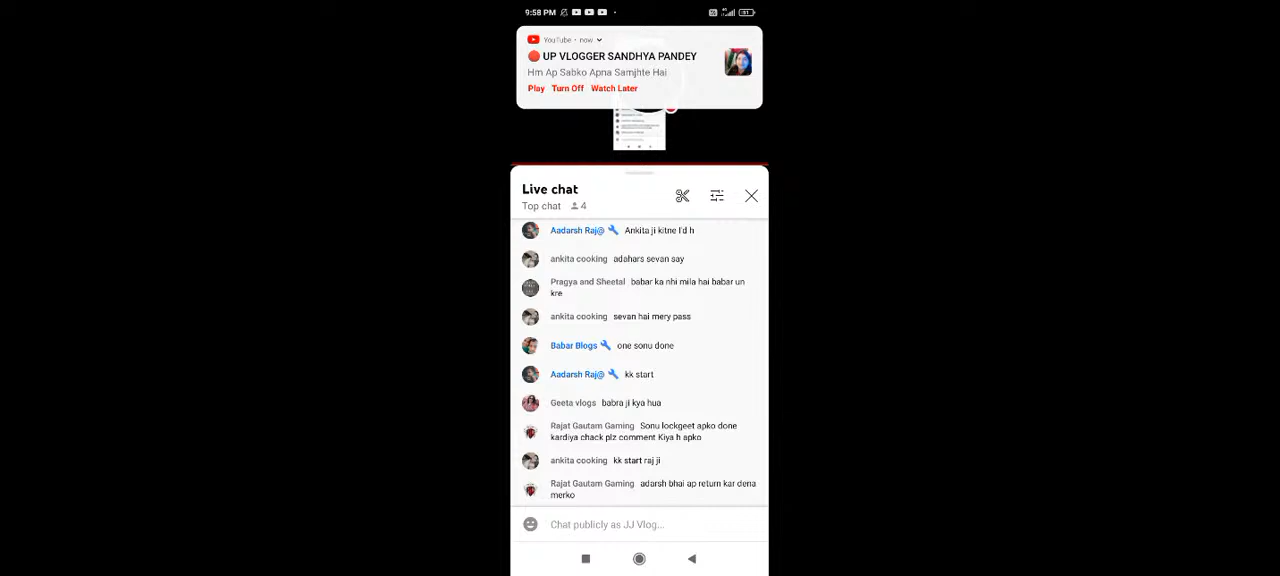 9:58 PM
YouTube • now
UP VLOGGER SANDHYA PANDEY
Hm Ap Sabko Apna Samjhte Hai
Play Turn Off Watch Later
Live chat
Top chat 4
Aadarsh Raj@ Ankita ji kitne I'd h
ankita cooking adahars sevan say
Pragya and Sheetal babar ka nhi mila hai babar un
kre
ankita cooking sevan hai mery pass
Babar Blogs one sonu done
Aadarsh Raj@ kk start
Geeta vlogs babra ji kya hua
Rajat Gautam Gaming Sonu lockgeet apko done
kardiya chack plz comment Kiya h apko
ankita cooking kk start raj ji
Rajat Gautam Gaming adarsh bhai ap return kar dena
merko
Chat publicly as JJ Vlog...